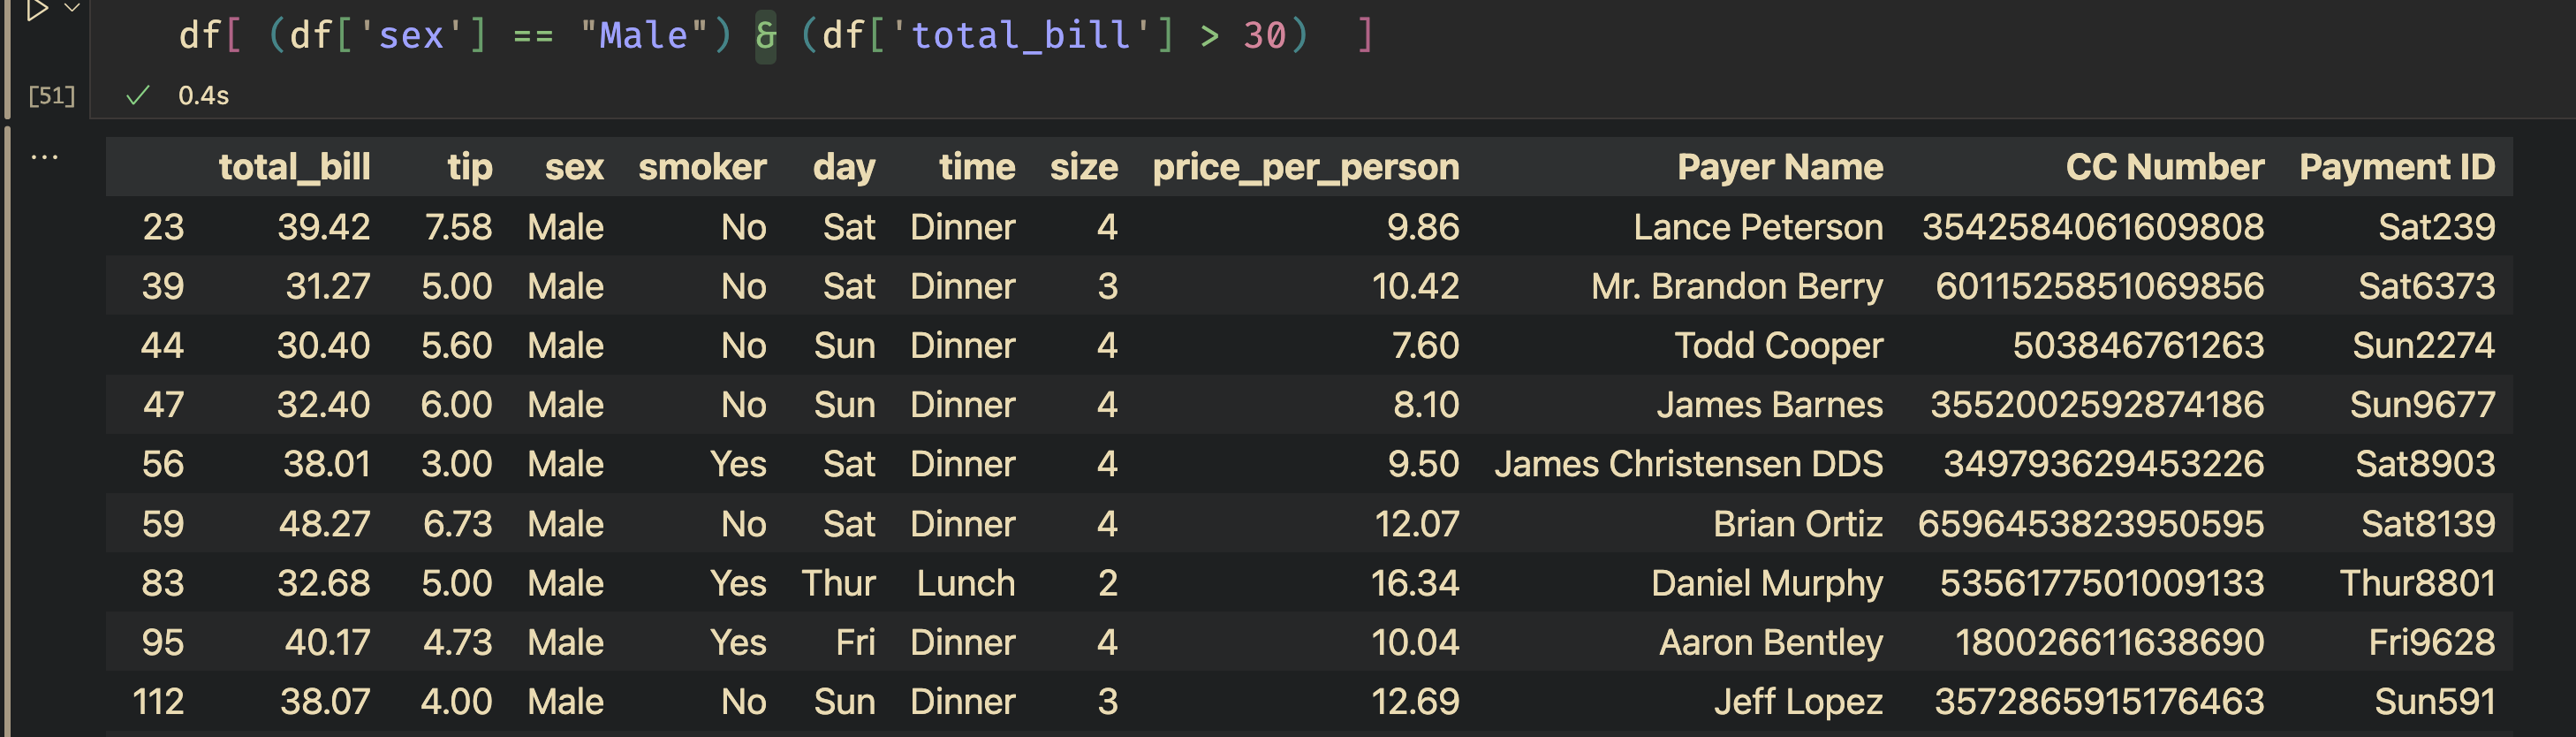 df[ (df['sex'] == "Male") & (df['total_bill'] > 30)  ]
[51] ✓ 0.4s
...
total_bill tip sex smoker day time size price_per_person Payer Name CC Number Payment ID
23 39.42 7.58 Male No Sat Dinner 4 9.86 Lance Peterson 3542584061609808 Sat239
39 31.27 5.00 Male No Sat Dinner 3 10.42 Mr. Brandon Berry 6011525851069856 Sat6373
44 30.40 5.60 Male No Sun Dinner 4 7.60 Todd Cooper 503846761263 Sun2274
47 32.40 6.00 Male No Sun Dinner 4 8.10 James Barnes 3552002592874186 Sun9677
56 38.01 3.00 Male Yes Sat Dinner 4 9.50 James Christensen DDS 349793629453226 Sat8903
59 48.27 6.73 Male No Sat Dinner 4 12.07 Brian Ortiz 6596453823950595 Sat8139
83 32.68 5.00 Male Yes Thur Lunch 2 16.34 Daniel Murphy 5356177501009133 Thur8801
95 40.17 4.73 Male Yes Fri Dinner 4 10.04 Aaron Bentley 180026611638690 Fri9628
112 38.07 4.00 Male No Sun Dinner 3 12.69 Jeff Lopez 3572865915176463 Sun591